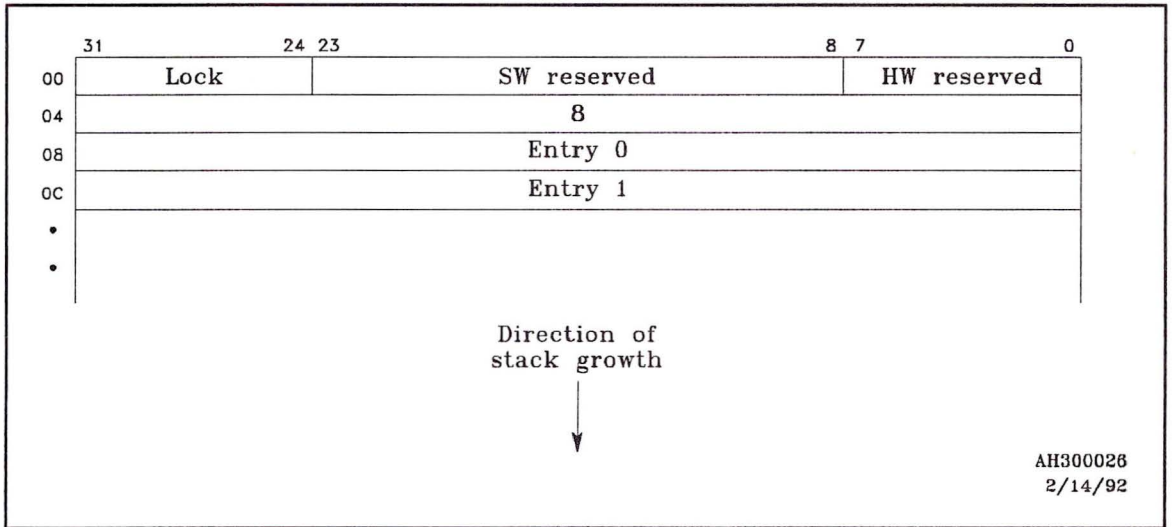 31 24 23 8 7 0
00 Lock SW reserved HW reserved
04 8
08 Entry 0
0C Entry 1
Direction of
stack growth
AH300026
2/14/92